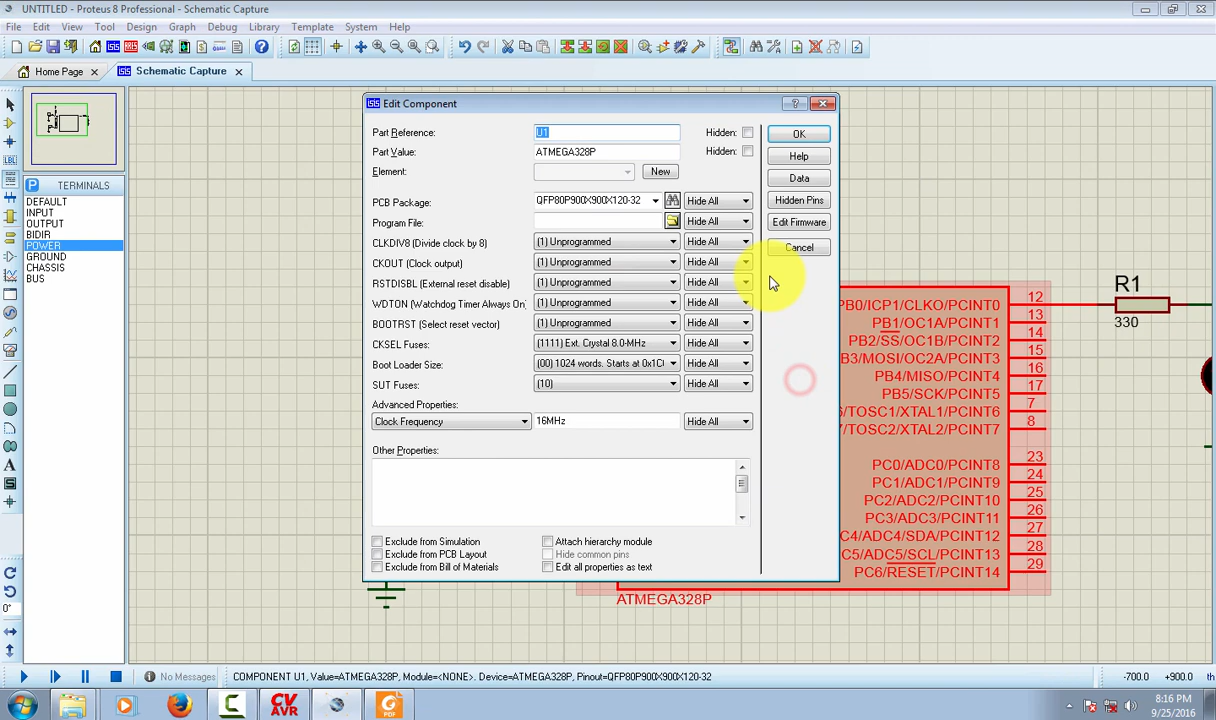 UNTITLED - Proteus 8 Professional - Schematic Capture
File Edit View Tool Design Graph Debug Library Template System Help
LBL
Home Page Schematic Capture
ISIS Edit Component
Part Reference: U1 Hidden: OK
Part Value: ATMEGA328P Hidden: Help
Element: New
Data
PCB Package: QFP80P900X900X120-32 Hide All Hidden Pins
Program File: Hide All Edit Firmware
CLKDIV8 (Divide clock by 8) (1) Unprogrammed Hide All Cancel
CKOUT (Clock output) (1) Unprogrammed Hide All
RSTDISBL (External reset disable) (1) Unprogrammed Hide All
WDTON (Watchdog Timer Always On) (1) Unprogrammed Hide All
BOOTRST (Select reset vector) (1) Unprogrammed Hide All
CKSEL Fuses: (1111) Ext. Crystal 8.0-MHz Hide All
Boot Loader Size: (00) 1024 words. Starts at 0x1C Hide All
SUT Fuses: (10) Hide All
Advanced Properties:
Clock Frequency 16MHz Hide All
Other Properties:
Exclude from Simulation Attach hierarchy module
Exclude from PCB Layout Hide common pins
Exclude from Bill of Materials Edit all properties as text
P TERMINALS
DEFAULT
INPUT
OUTPUT
BIDIR
POWER
GROUND
CHASSIS
BUS
0°
PB0/ICP1/CLKO/PCINT0 12
PB1/OC1A/PCINT1 13
PB2/SS/OC1B/PCINT2 14
PB3/MOSI/OC2A/PCINT3 15
PB4/MISO/PCINT4 16
PB5/SCK/PCINT5 17
/TOSC1/XTAL1/PCINT6 7
/TOSC2/XTAL2/PCINT7 8
PC0/ADC0/PCINT8 23
PC1/ADC1/PCINT9 24
PC2/ADC2/PCINT10 25
PC3/ADC3/PCINT11 26
PC4/ADC4/SDA/PCINT12 27
PC5/ADC5/SCL/PCINT13 28
PC6/RESET/PCINT14 29
R1
330
ATMEGA328P
No Messages COMPONENT U1, Value=ATMEGA328P, Module=<NONE>. Device=ATMEGA328P, Pinout=QFP80P900X900X120-32 -700.0 +900.0
CV
AVR
PDF
8:16 PM
9/25/2016